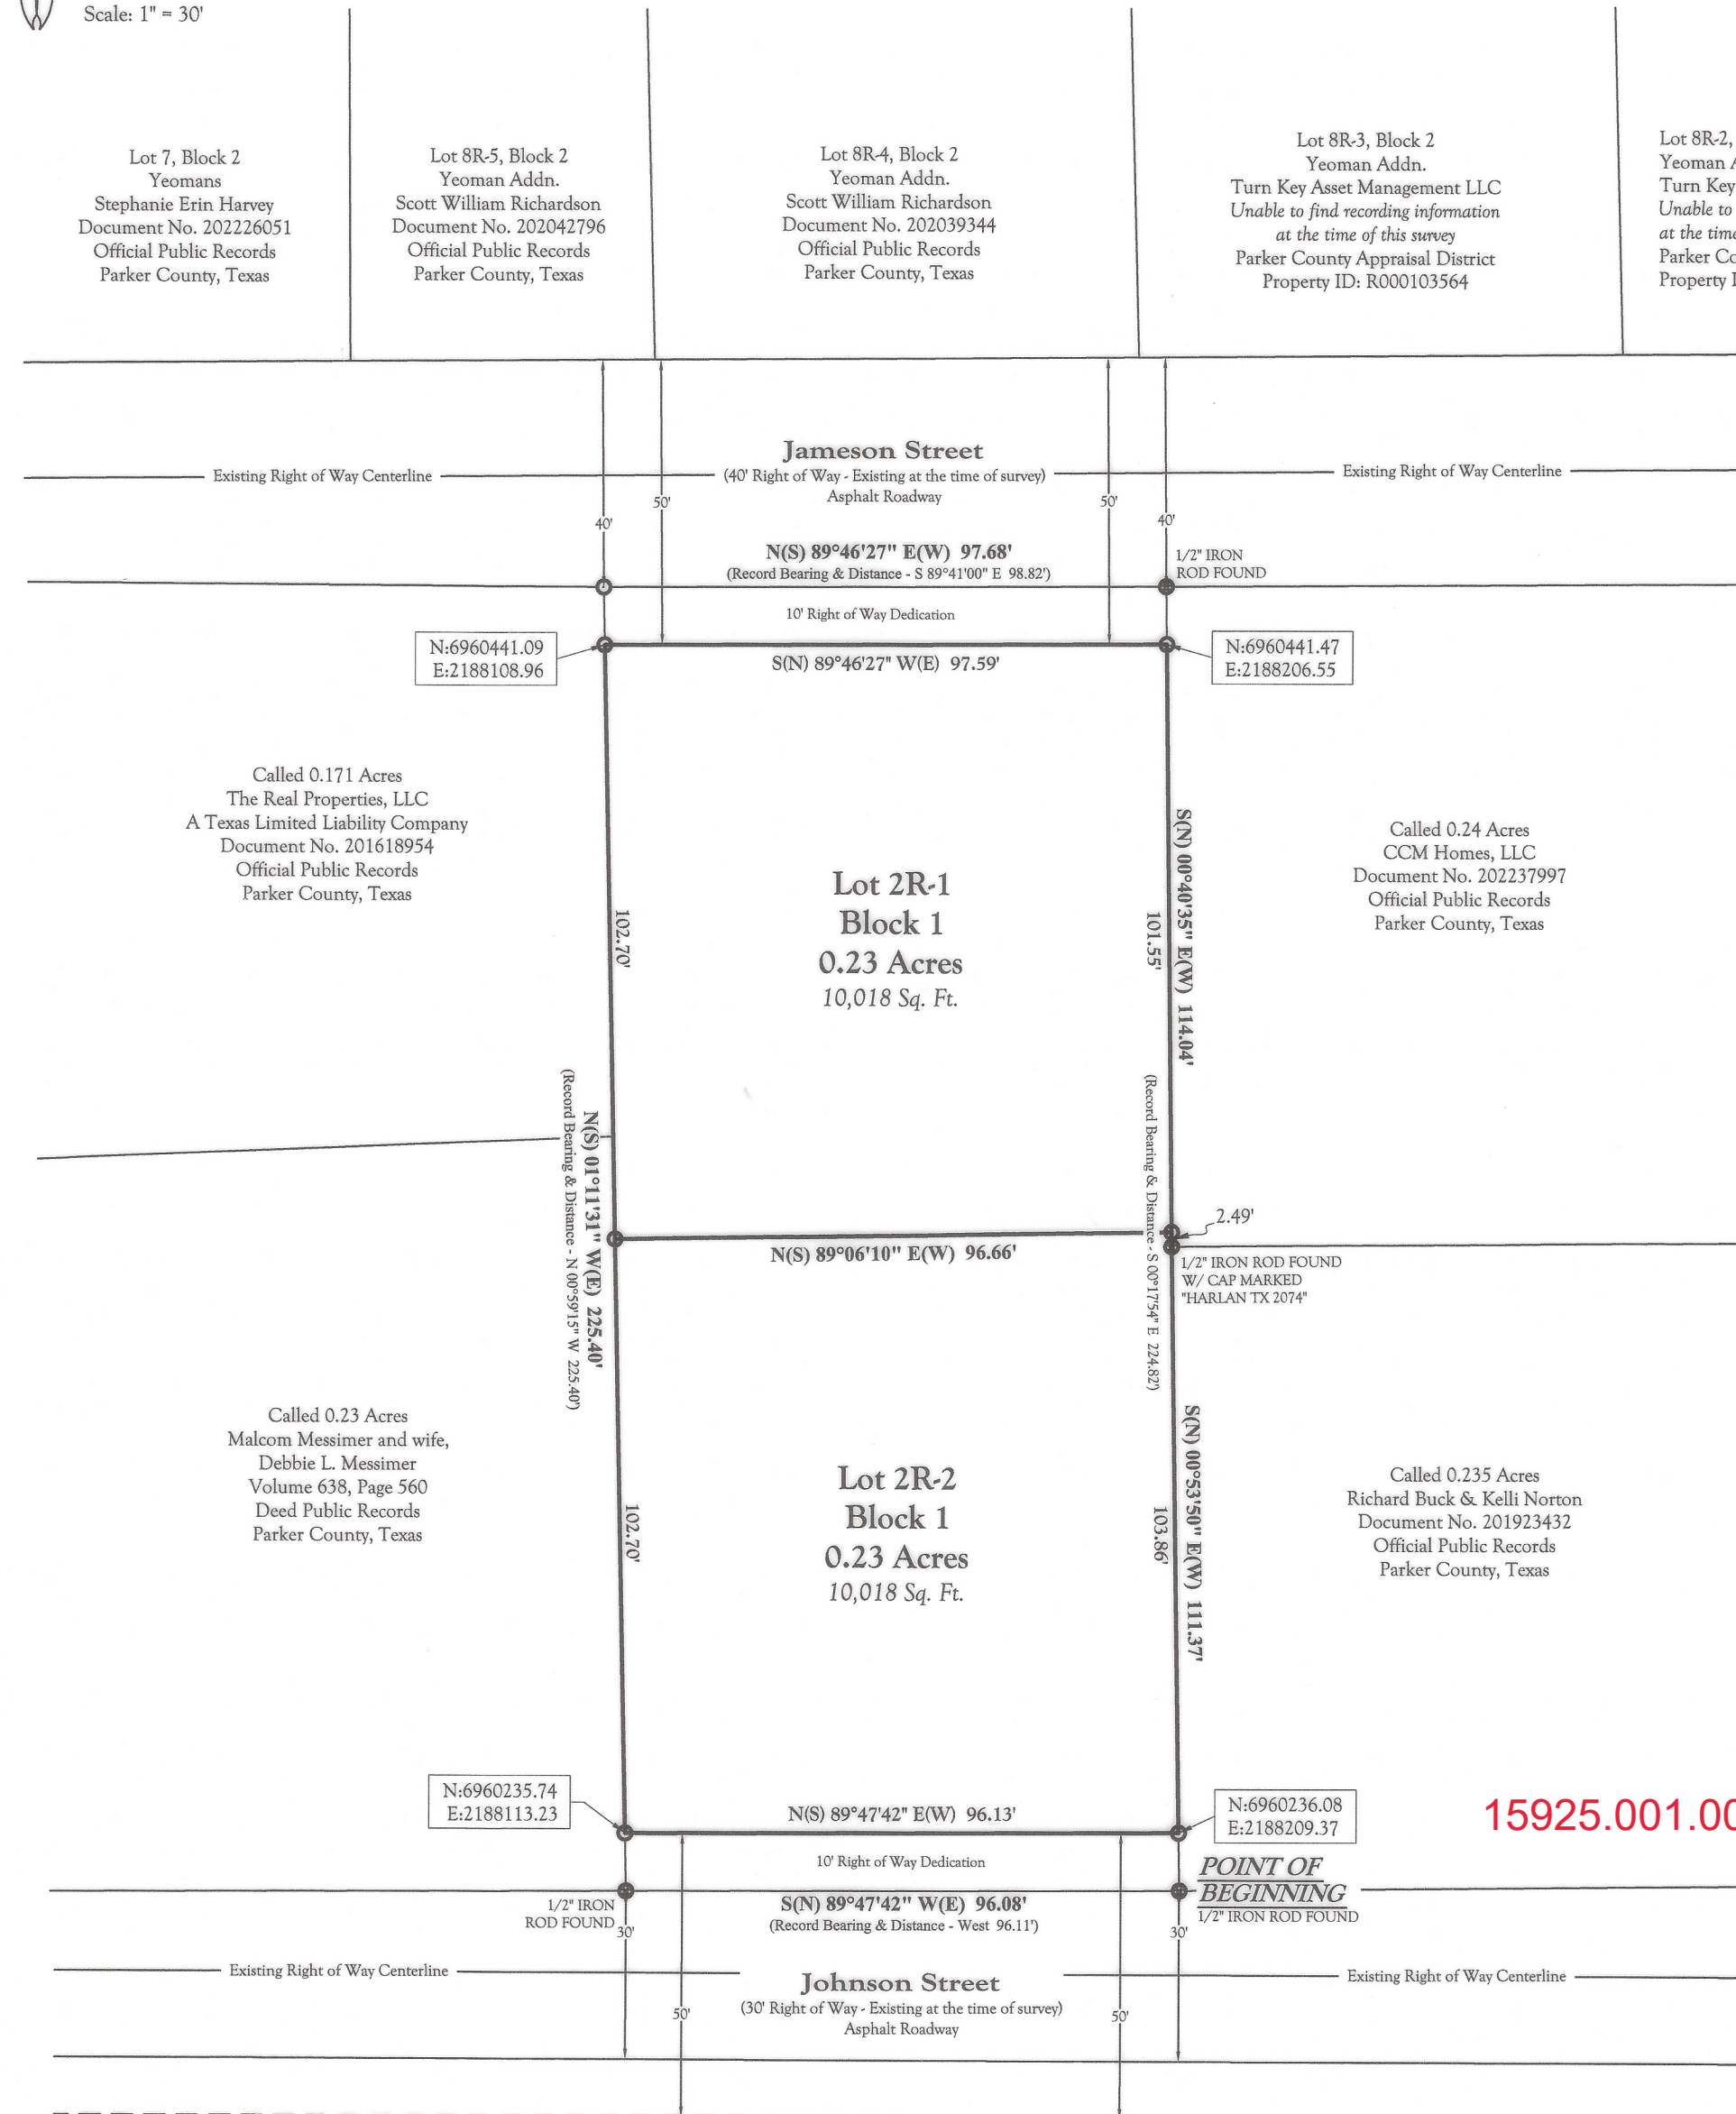 Scale: 1" = 30'
Lot 7, Block 2
Yeomans
Stephanie Erin Harvey
Document No. 202226051
Official Public Records
Parker County, Texas
Lot 8R-5, Block 2
Yeoman Addn.
Scott William Richardson
Document No. 202042796
Official Public Records
Parker County, Texas
Lot 8R-4, Block 2
Yeoman Addn.
Scott William Richardson
Document No. 202039344
Official Public Records
Parker County, Texas
Lot 8R-3, Block 2
Yeoman Addn.
Turn Key Asset Management LLC
Unable to find recording information
at the time of this survey
Parker County Appraisal District
Property ID: R000103564
Lot 8R-2,
Yeoman
Turn Key
Unable to
at the time
Parker
Property
Jameson Street
Existing Right of Way Centerline
(40' Right of Way - Existing at the time of survey)
Existing Right of Way Centerline
Asphalt Roadway
50'
50'
40'
40'
N(S) 89°46'27" E(W) 97.68'
(Record Bearing & Distance - S 89°41'00" E 98.82')
1/2" IRON
ROD FOUND
10' Right of Way Dedication
N:6960441.09
E:2188108.96
S(N) 89°46'27" W(E) 97.59'
N:6960441.47
E:2188206.55
Called 0.171 Acres
The Real Properties, LLC
A Texas Limited Liability Company
Document No. 201618954
Official Public Records
Parker County, Texas
102.70'
Lot 2R-1
Block 1
0.23 Acres
10,018 Sq. Ft.
101.55'
S(N) 00°40'35" E(W) 114.04'
Called 0.24 Acres
CCM Homes, LLC
Document No. 202237997
Official Public Records
Parker County, Texas
N(S) 01°11'31" W(E) 225.40'
(Record Bearing & Distance - N 00°59'15" W 225.40')
(Record Bearing & Distance - S 00°17'54" E 224.82')
2.49'
N(S) 89°06'10" E(W) 96.66'
1/2" IRON ROD FOUND
W/ CAP MARKED
"HARLAN TX 2074"
Called 0.23 Acres
Malcom Messimer and wife,
Debbie L. Messimer
Volume 638, Page 560
Deed Public Records
Parker County, Texas
102.70'
Lot 2R-2
Block 1
0.23 Acres
10,018 Sq. Ft.
103.86'
S(N) 00°53'50" E(W) 111.37'
Called 0.235 Acres
Richard Buck & Kelli Norton
Document No. 201923432
Official Public Records
Parker County, Texas
N:6960235.74
E:2188113.23
N(S) 89°47'42" E(W) 96.13'
N:6960236.08
E:2188209.37
15925.001.00
10' Right of Way Dedication
POINT OF
BEGINNING
1/2" IRON ROD FOUND
1/2" IRON
ROD FOUND
S(N) 89°47'42" W(E) 96.08'
(Record Bearing & Distance - West 96.11')
30'
30'
Existing Right of Way Centerline
Johnson Street
Existing Right of Way Centerline
(30' Right of Way - Existing at the time of survey)
Asphalt Roadway
50'
50'